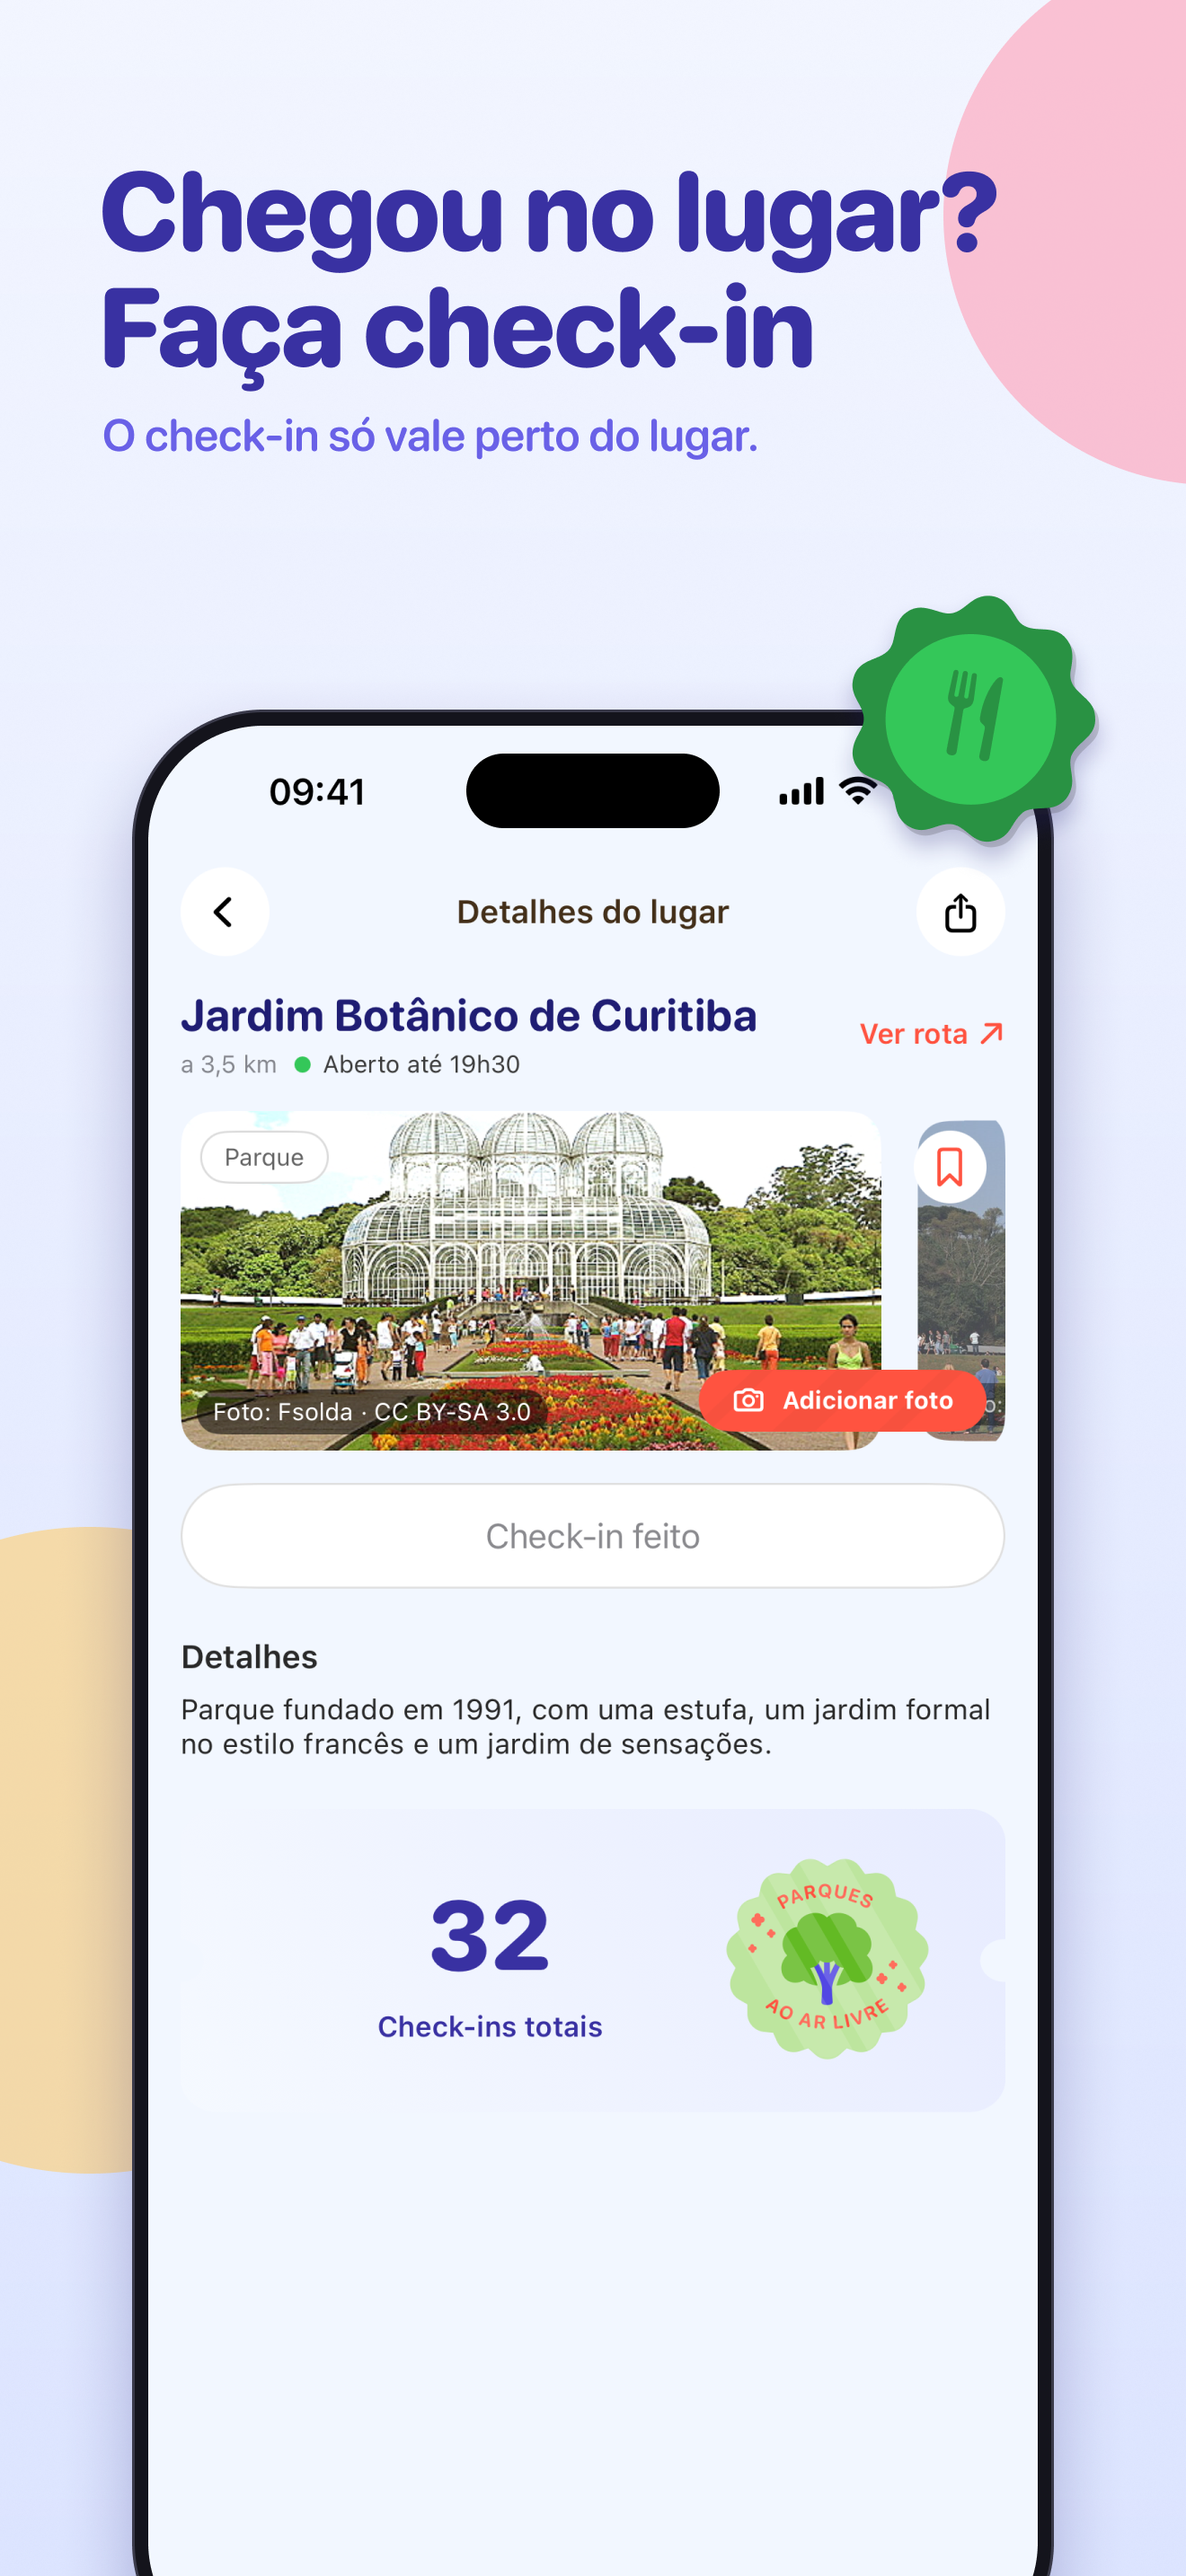 Chegou no lugar?
Faça check-in
O check-in só vale perto do lugar.
09:41
Detalhes do lugar
Jardim Botânico de Curitiba
Ver rota
a 3,5 km
Aberto até 19h30
Parque
Foto: Fsolda · CC BY-SA 3.0
Adicionar foto
o:
Check-in feito
Detalhes
Parque fundado em 1991, com uma estufa, um jardim formal
no estilo francês e um jardim de sensações.
32
Check-ins totais
PARQUES
AO AR LIVRE